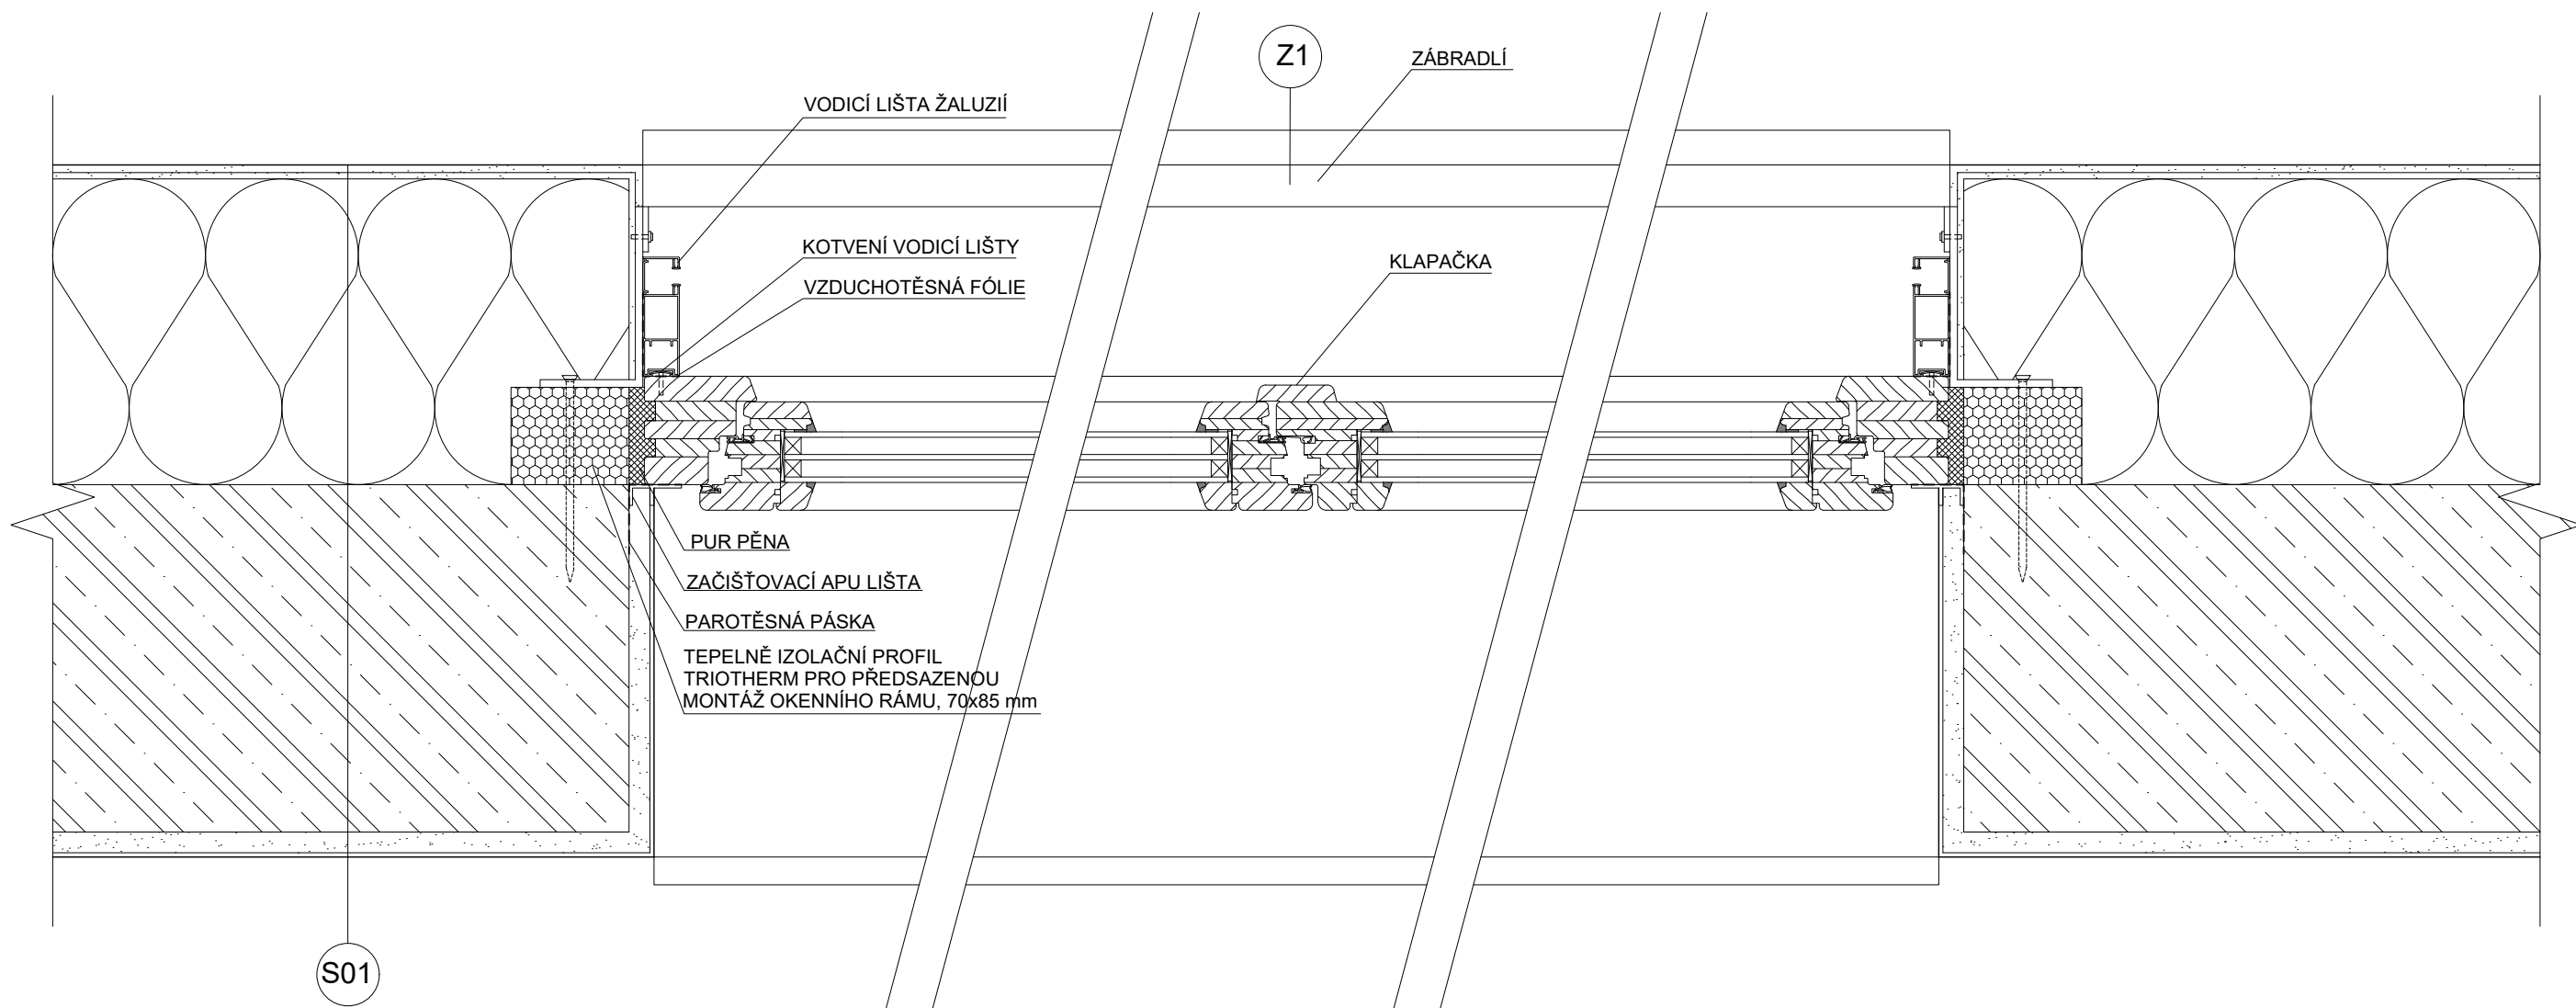 Z1
ZÁBRADLÍ
VODICÍ LIŠTA ŽALUZIÍ
KOTVENÍ VODICÍ LIŠTY
KLAPAČKA
VZDUCHOTĚSNÁ FÓLIE
PUR PĚNA
ZAČIŠŤOVACÍ APU LIŠTA
PAROTĚSNÁ PÁSKA
TEPELNĚ IZOLAČNÍ PROFIL
TRIOTHERM PRO PŘEDSAZENOU
MONTÁŽ OKENNÍHO RÁMU, 70x85 mm
S01